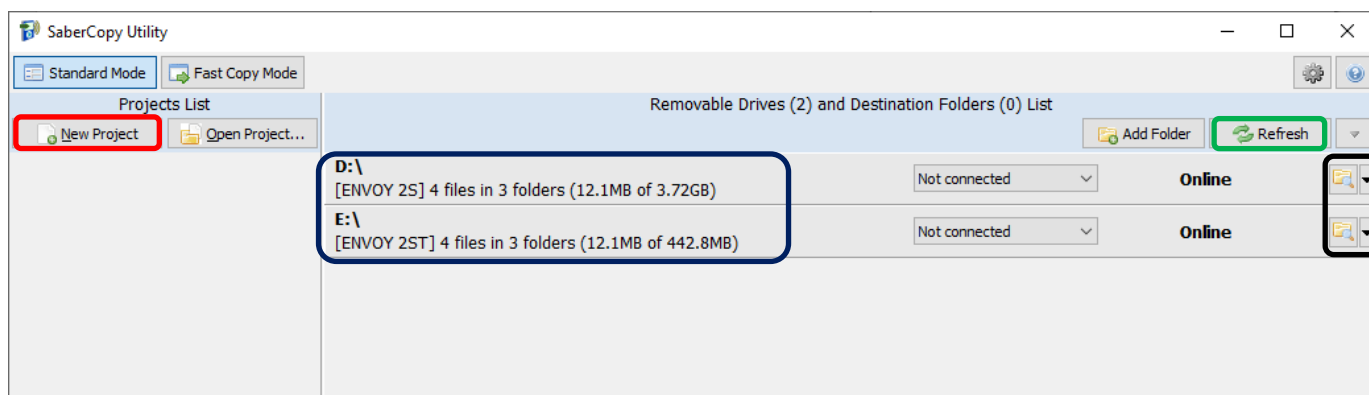 SaberCopy Utility
Standard Mode Fast Copy Mode
Projects List Removable Drives (2) and Destination Folders (0) List
New Project Open Project... Add Folder Refresh
D:\
[ENVOY 2S] 4 files in 3 folders (12.1MB of 3.72GB) Not connected Online
E:\
[ENVOY 2ST] 4 files in 3 folders (12.1MB of 442.8MB) Not connected Online